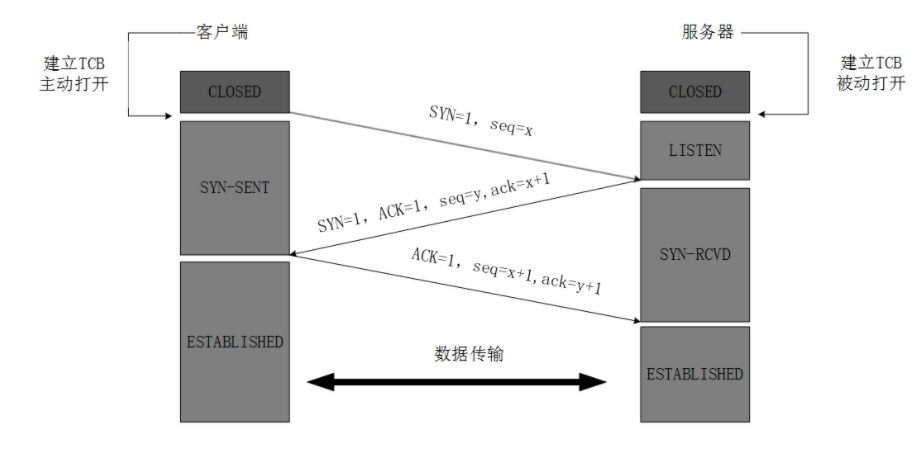 客户端
服务器
建立TCB
主动打开
建立TCB
被动打开
CLOSED
CLOSED
SYN=1, seq=x
LISTEN
SYN-SENT
SYN=1, ACK=1, seq=y,ack=x+1
ACK=1, seq=x+1,ack=y+1
SYN-RCVD
ESTABLISHED
数据传输
ESTABLISHED